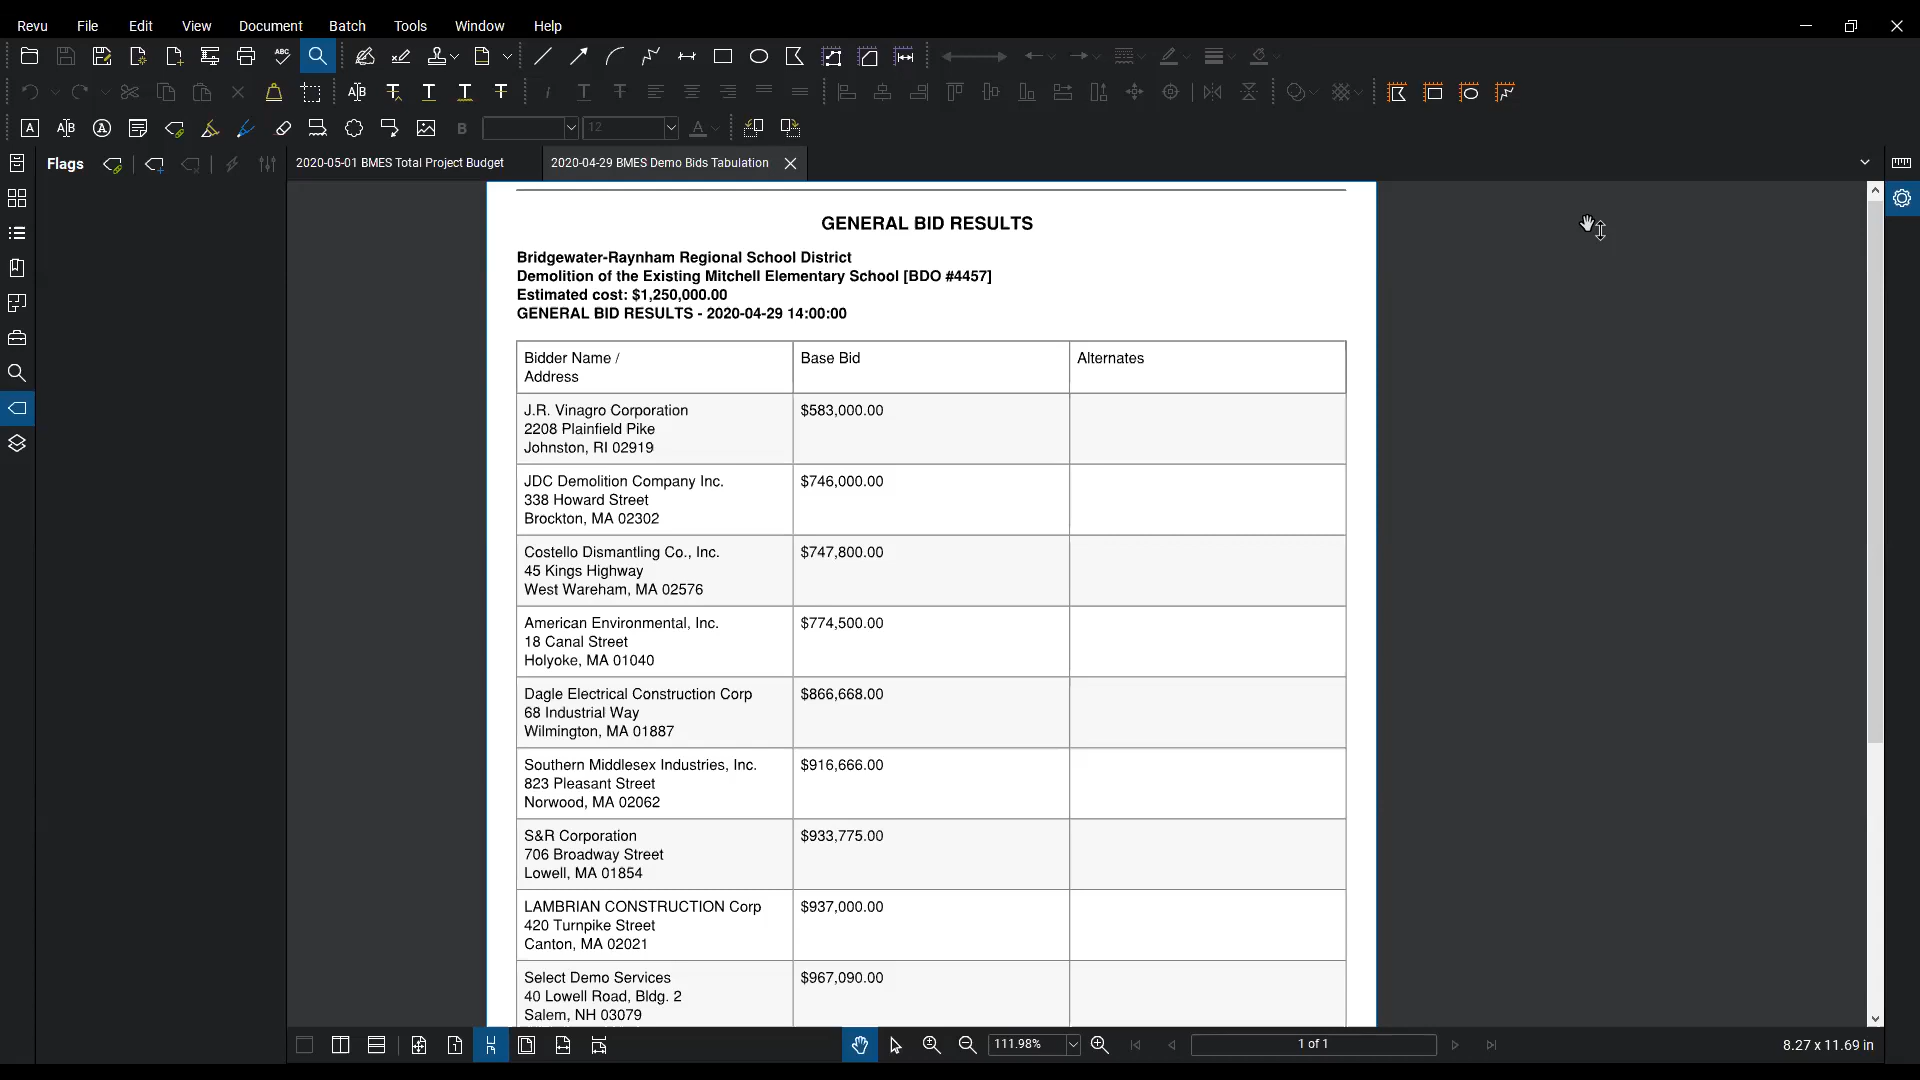 Revu File Edit View Document Batch Tools Window Help
ABC
12
Flags
2020-05-01 BMES Total Project Budget
2020-04-29 BMES Demo Bids Tabulation
GENERAL BID RESULTS
Bridgewater-Raynham Regional School District
Demolition of the Existing Mitchell Elementary School [BDO #4457]
Estimated cost: $1,250,000.00
GENERAL BID RESULTS - 2020-04-29 14:00:00
Bidder Name / Base Bid Alternates
Address
J.R. Vinagro Corporation $583,000.00
2208 Plainfield Pike
Johnston, RI 02919
JDC Demolition Company Inc. $746,000.00
338 Howard Street
Brockton, MA 02302
Costello Dismantling Co., Inc. $747,800.00
45 Kings Highway
West Wareham, MA 02576
American Environmental, Inc. $774,500.00
18 Canal Street
Holyoke, MA 01040
Dagle Electrical Construction Corp $866,668.00
68 Industrial Way
Wilmington, MA 01887
Southern Middlesex Industries, Inc. $916,666.00
823 Pleasant Street
Norwood, MA 02062
S&R Corporation $933,775.00
706 Broadway Street
Lowell, MA 01854
LAMBRIAN CONSTRUCTION Corp $937,000.00
420 Turnpike Street
Canton, MA 02021
Select Demo Services $967,090.00
40 Lowell Road, Bldg. 2
Salem, NH 03079
111.98% 1 of 1 8.27 x 11.69 in